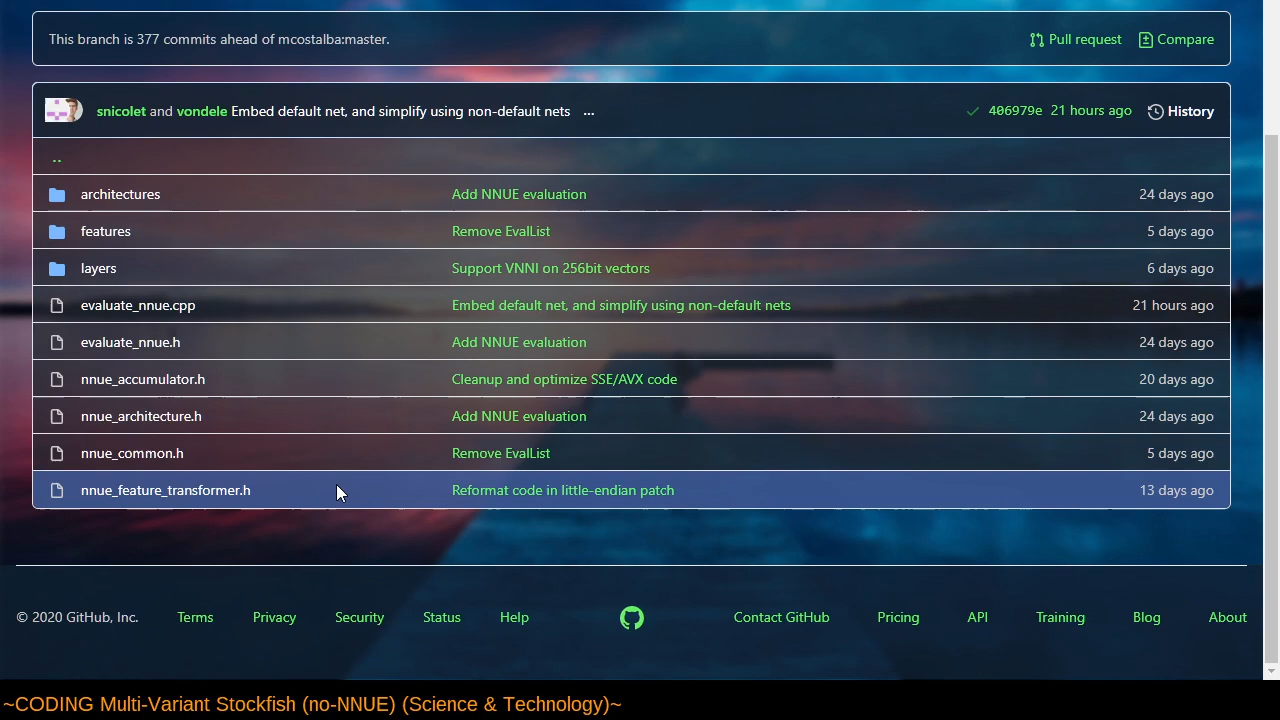 This branch is 377 commits ahead of mcostalba:master. Pull request Compare
snicolet and vondele Embed default net, and simplify using non-default nets ... 406979e 21 hours ago History
..
architectures Add NNUE evaluation 24 days ago
features Remove EvalList 5 days ago
layers Support VNNI on 256bit vectors 6 days ago
evaluate_nnue.cpp Embed default net, and simplify using non-default nets 21 hours ago
evaluate_nnue.h Add NNUE evaluation 24 days ago
nnue_accumulator.h Cleanup and optimize SSE/AVX code 20 days ago
nnue_architecture.h Add NNUE evaluation 24 days ago
nnue_common.h Remove EvalList 5 days ago
nnue_feature_transformer.h Reformat code in little-endian patch 13 days ago
© 2020 GitHub, Inc. Terms Privacy Security Status Help Contact GitHub Pricing API Training Blog About
~CODING Multi-Variant Stockfish (no-NNUE) (Science & Technology)~